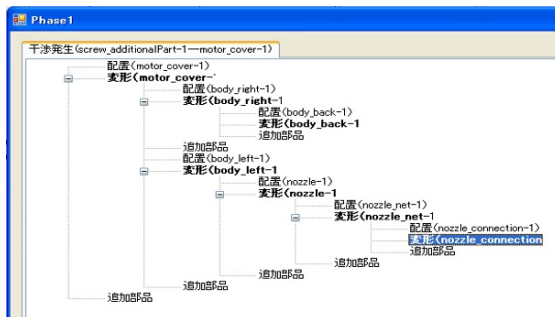 Phase1
干渉発生(screw_additionalPart-1―motor_cover-1)
配置(motor_cover-1)
変形(motor_cover-
配置(body_right-1)
変形(body_right-1
配置(body_back-1)
変形(body_back-1
追加部品
追加部品
配置(body_left-1)
変形(body_left-1
配置(nozzle-1)
変形(nozzle-1
配置(nozzle_net-1)
変形(nozzle_net-1
配置(nozzle_connection-1)
変形(nozzle_connection
追加部品
追加部品
追加部品
追加部品
追加部品